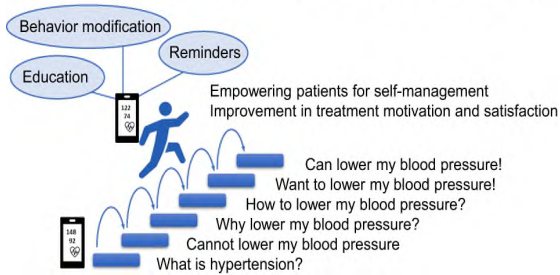 Behavior modification
Reminders
Education
122
74
Empowering patients for self-management
Improvement in treatment motivation and satisfaction
Can lower my blood pressure!
Want to lower my blood pressure!
How to lower my blood pressure?
Why lower my blood pressure?
Cannot lower my blood pressure
What is hypertension?
148
92